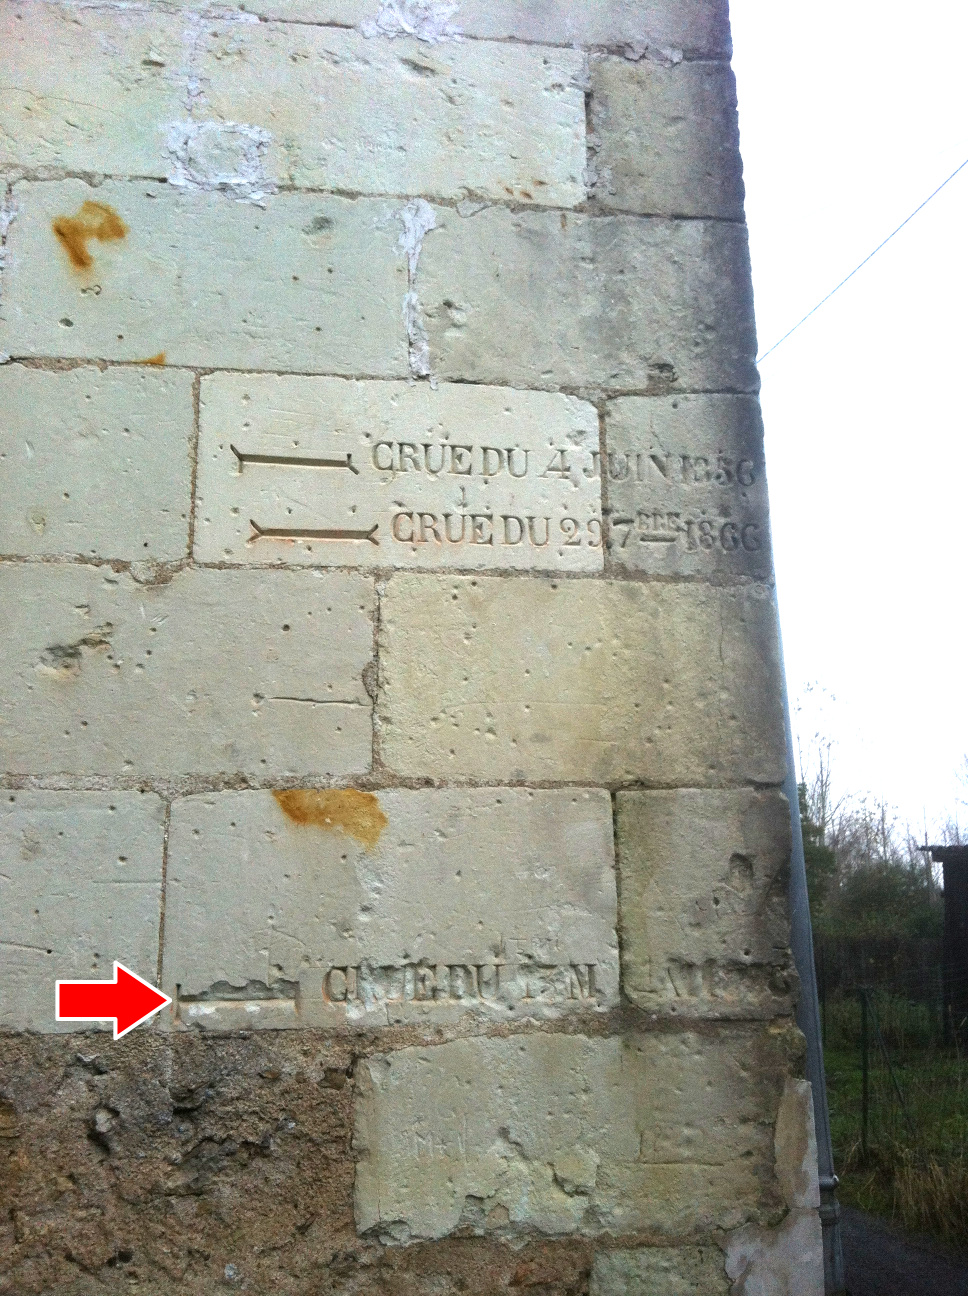 CRUE DU 4 JUIN 1856
CRUE DU 29 7BRE 1866
CRUE DU